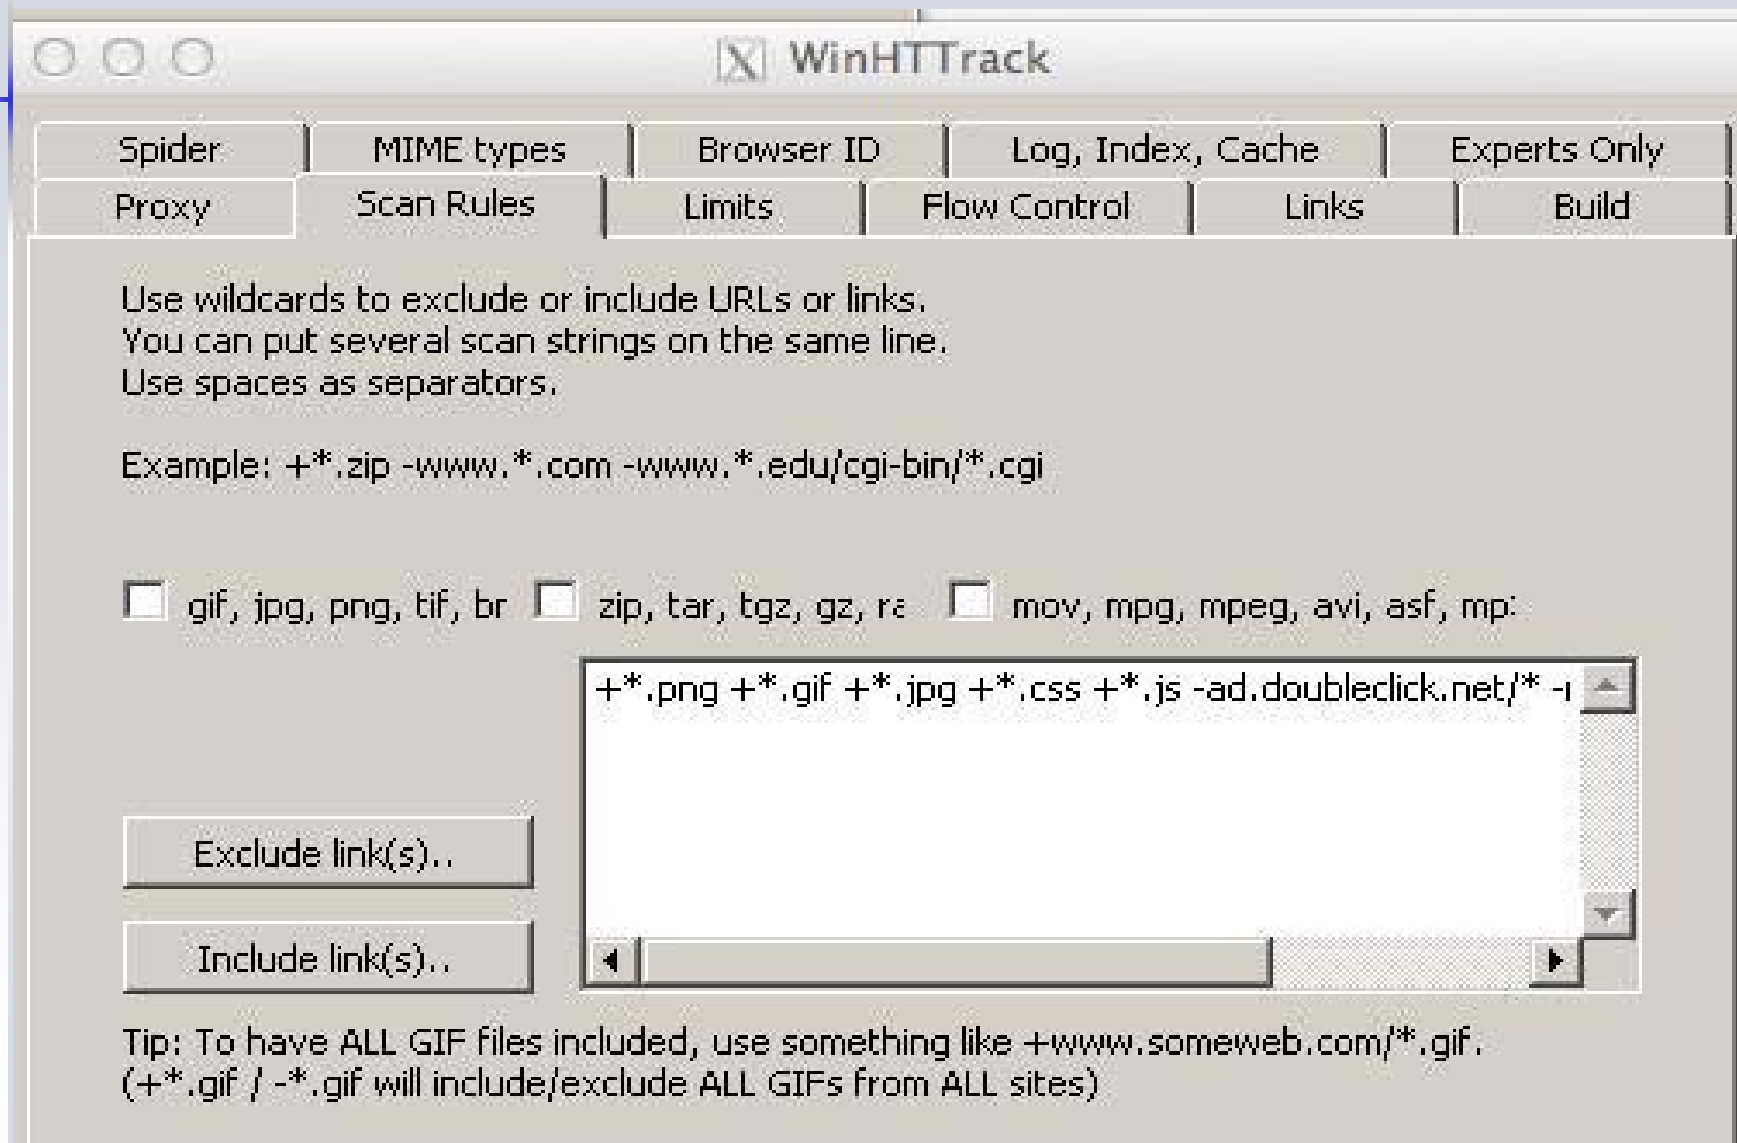 WinHTTrack
Spider MIME types Browser ID Log, Index, Cache Experts Only
Proxy Scan Rules Limits Flow Control Links Build
Use wildcards to exclude or include URLs or links.
You can put several scan strings on the same line.
Use spaces as separators.
Example: +*.zip -www.*.com -www.*.edu/cgi-bin/*.cgi
gif, jpg, png, tif, zip, tar, tgz, gz, mov, mpg, mpeg, avi, asf,
+*.png +*.gif +*.jpg +*.css +*.js -ad.doubleclick.net/*
Exclude link(s)..
Include link(s)..
Tip: To have ALL GIF files included, use something like +www.someweb.com/*.gif.
(+*.gif / -*.gif will include/exclude ALL GIFs from ALL sites)